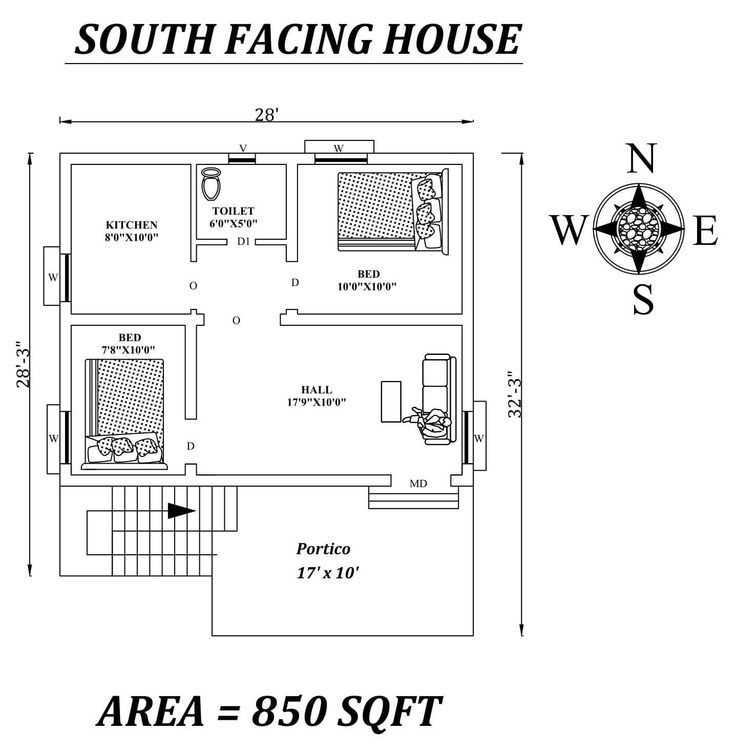 SOUTH FACING HOUSE
28'
V
W
N
W
E
S
TOILET
6'0"X5'0"
KITCHEN
8'0"X10'0"
D1
BED
10'0"X10'0"
W
O
D
O
BED
7'8"X10'0"
28'-3"
32'-3"
HALL
17'9"X10'0"
W
D
W
MD
Portico
17' x 10'
AREA = 850 SQFT